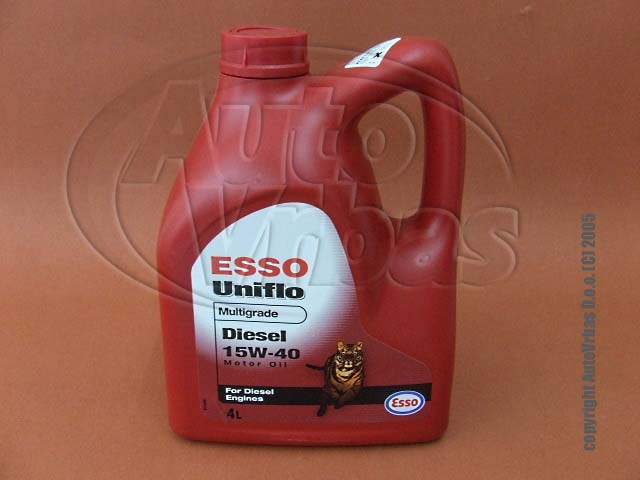 ESSO
Uniflo
Multigrade
Diesel
15W-40
Motor Oil
For Diesel
Engines
4L
Esso
Auto
Vrbas
copyright AutoVrbas D.o.o. (C) 2005